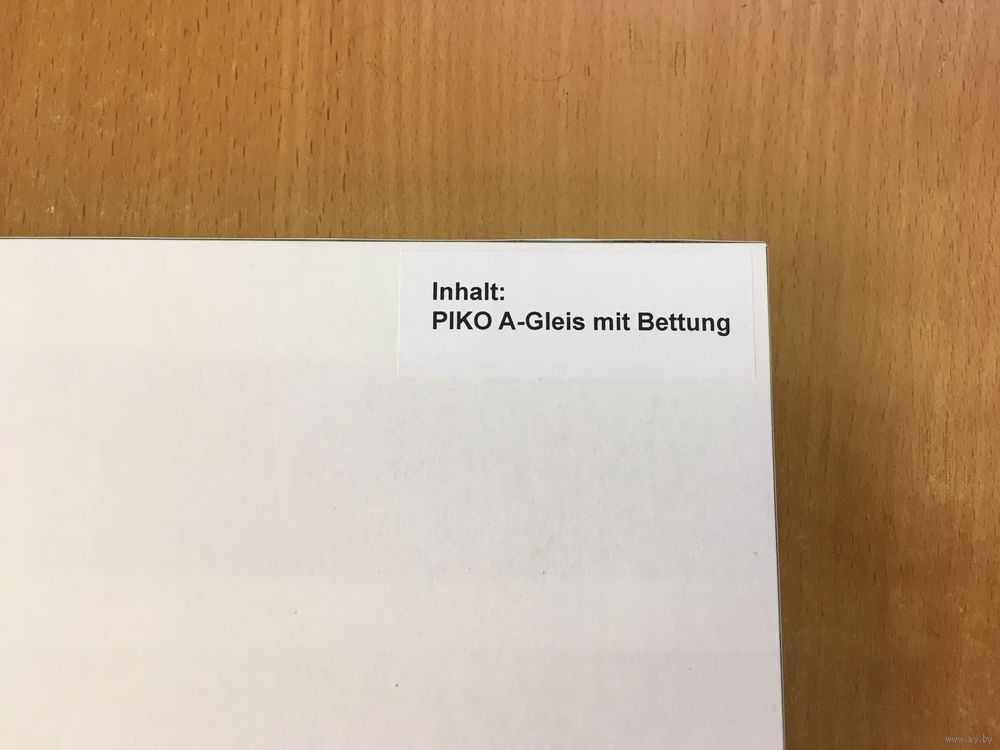 Inhalt:
PIKO A-Gleis mit Bettung
www.ay.by